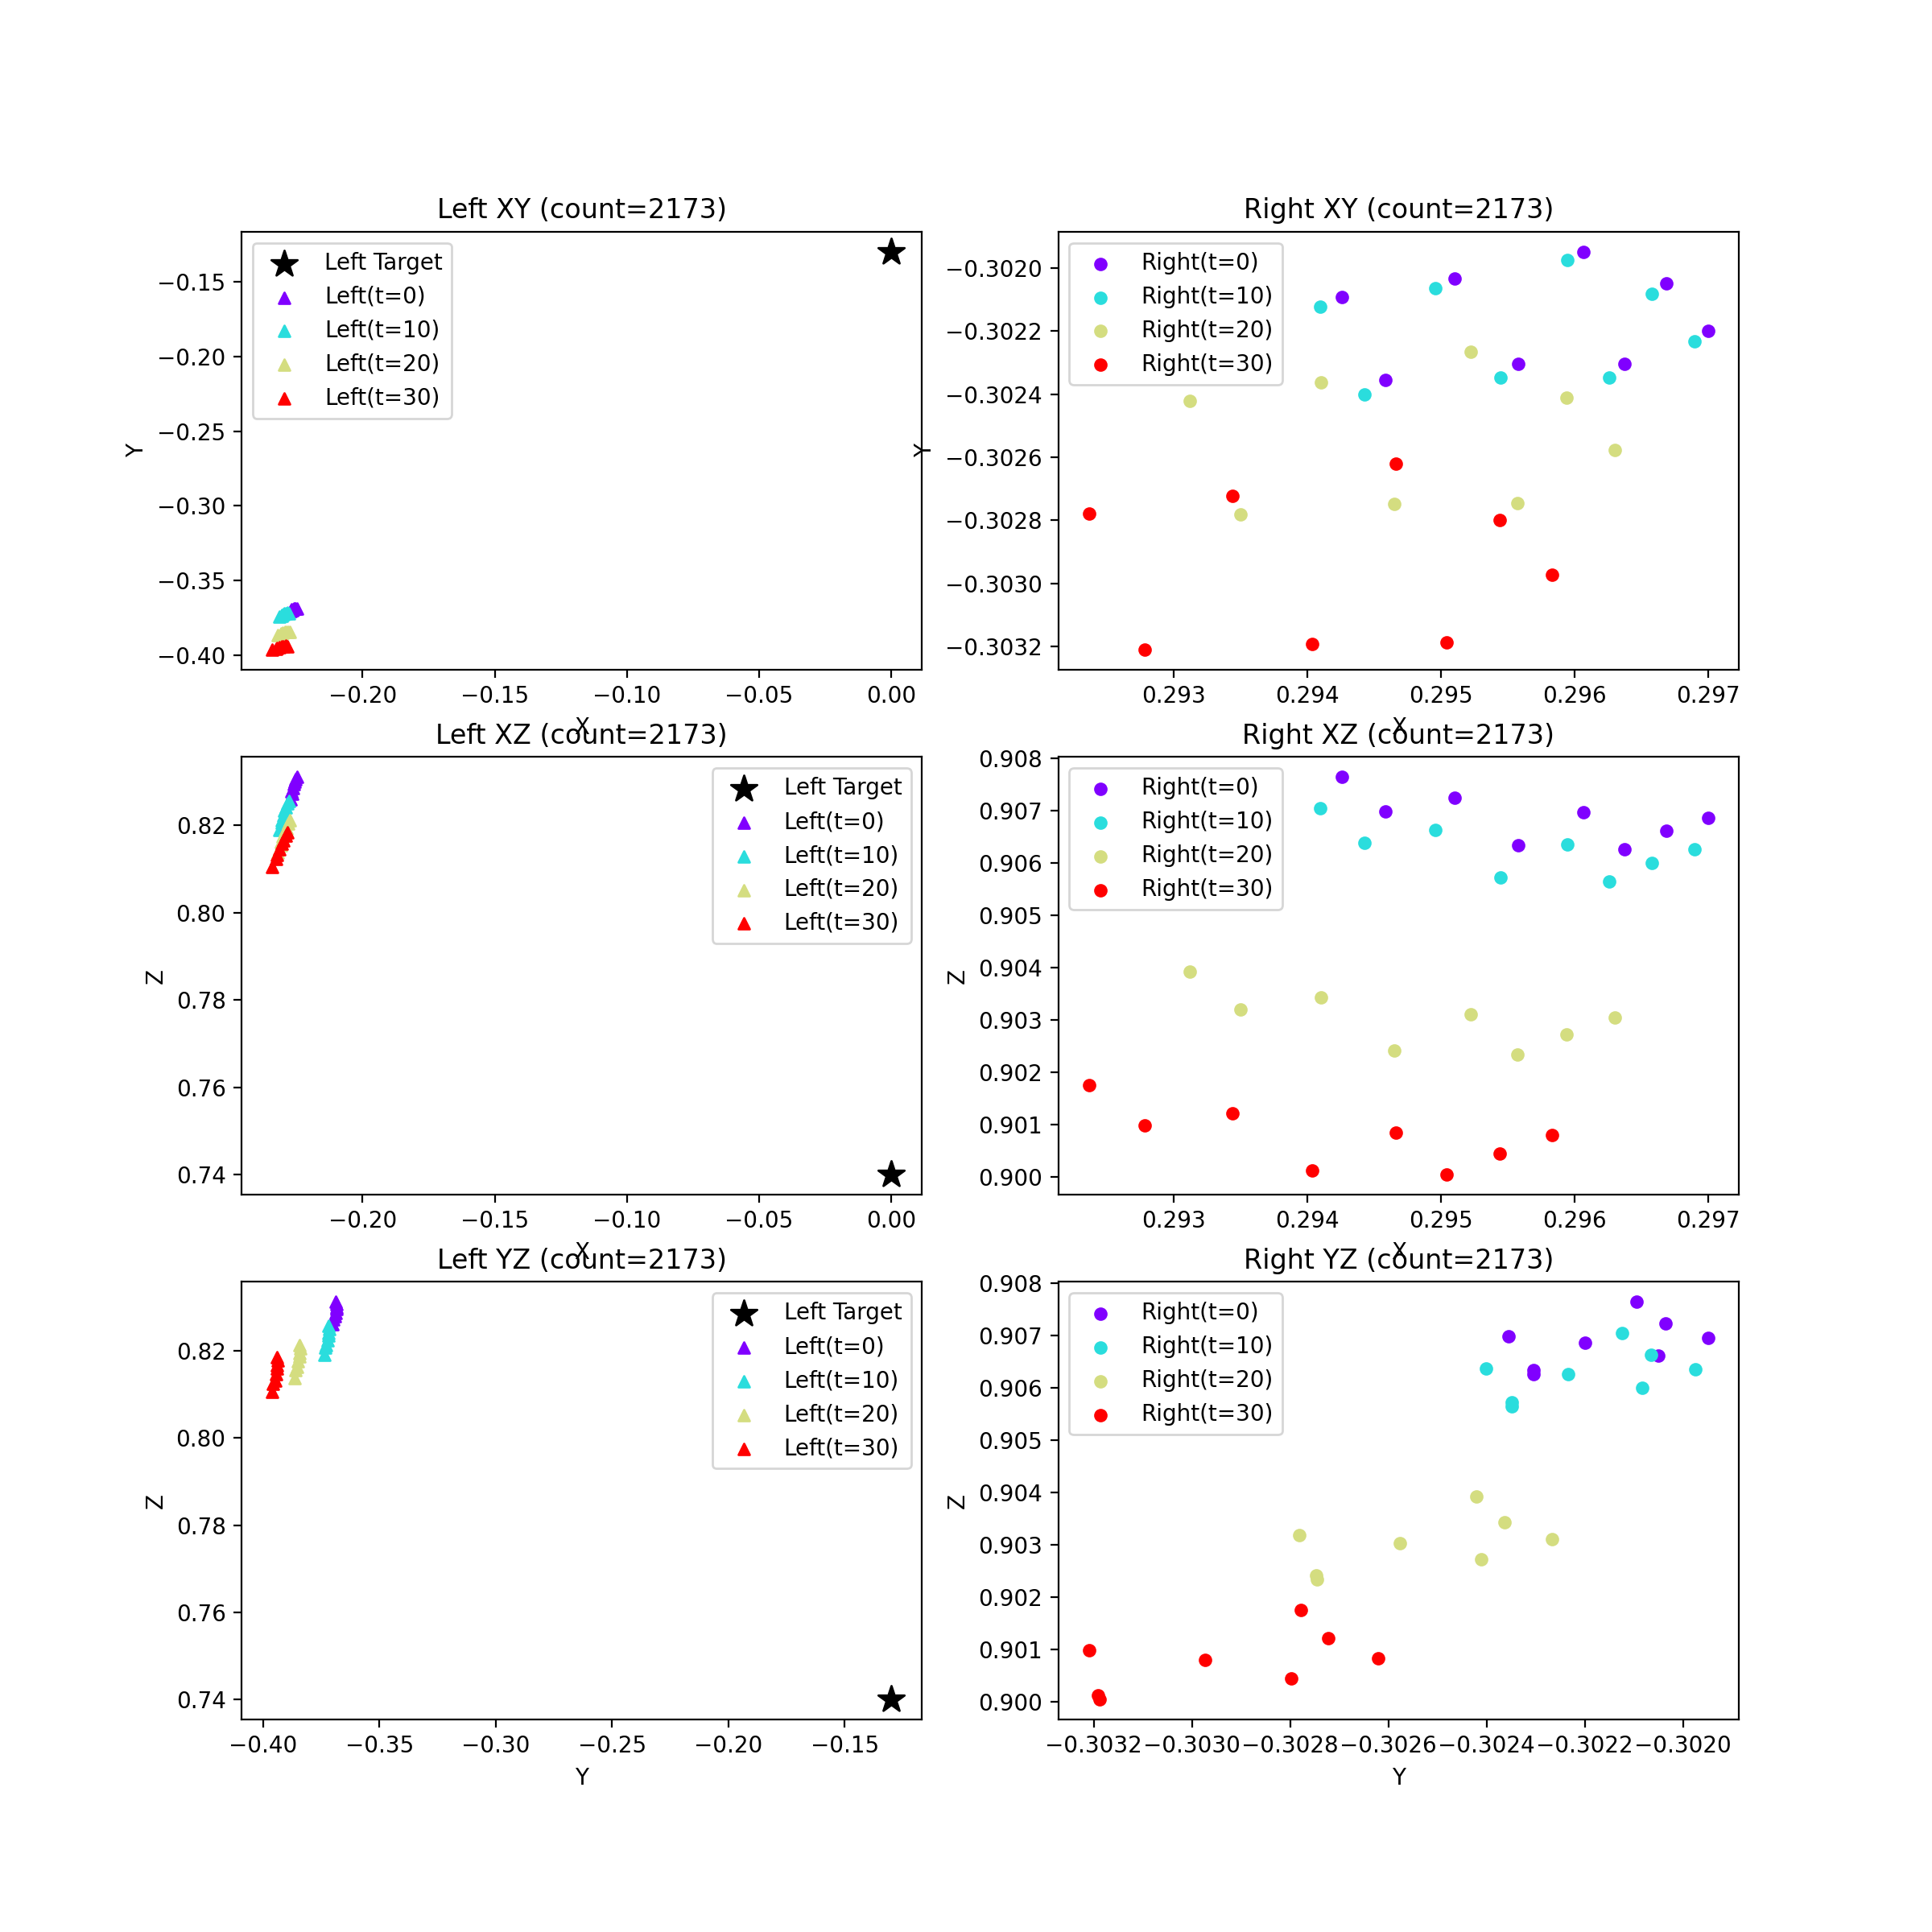 Left XY (count=2173)
Left Target
Left(t=0)
Left(t=10)
Left(t=20)
Left(t=30)
−0.15
−0.20
−0.25
−0.30
−0.35
−0.40
Y
−0.20
−0.15
−0.10
−0.05
0.00
X
Right XY (count=2173)
Right(t=0)
Right(t=10)
Right(t=20)
Right(t=30)
−0.3020
−0.3022
−0.3024
−0.3026
−0.3028
−0.3030
−0.3032
Y
0.293
0.294
0.295
0.296
0.297
X
Left XZ (count=2173)
Left Target
Left(t=0)
Left(t=10)
Left(t=20)
Left(t=30)
0.82
0.80
0.78
0.76
0.74
Z
−0.20
−0.15
−0.10
−0.05
0.00
X
Right XZ (count=2173)
Right(t=0)
Right(t=10)
Right(t=20)
Right(t=30)
0.908
0.907
0.906
0.905
0.904
0.903
0.902
0.901
0.900
Z
0.293
0.294
0.295
0.296
0.297
X
Left YZ (count=2173)
Left Target
Left(t=0)
Left(t=10)
Left(t=20)
Left(t=30)
0.82
0.80
0.78
0.76
0.74
Z
−0.40
−0.35
−0.30
−0.25
−0.20
−0.15
Y
Right YZ (count=2173)
Right(t=0)
Right(t=10)
Right(t=20)
Right(t=30)
0.908
0.907
0.906
0.905
0.904
0.903
0.902
0.901
0.900
Z
−0.3032
−0.3030
−0.3028
−0.3026
−0.3024
−0.3022
−0.3020
Y